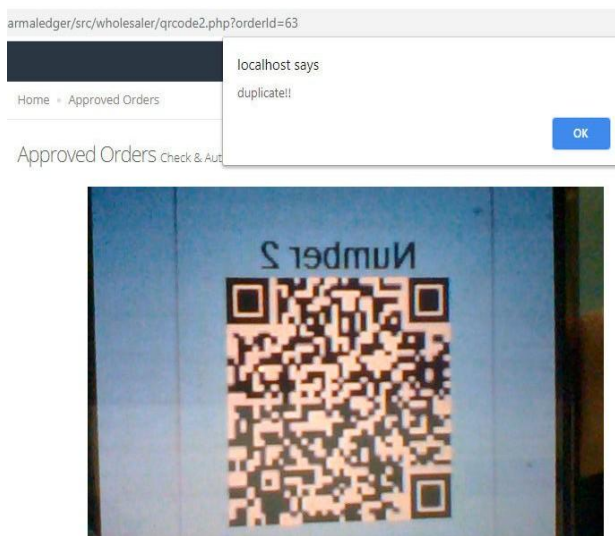 armaledger/src/wholesaler/qrcode2.php?orderId=63
localhost says
duplicate!!
OK
Home
Approved Orders
Approved Orders Check & Aut
Number 2